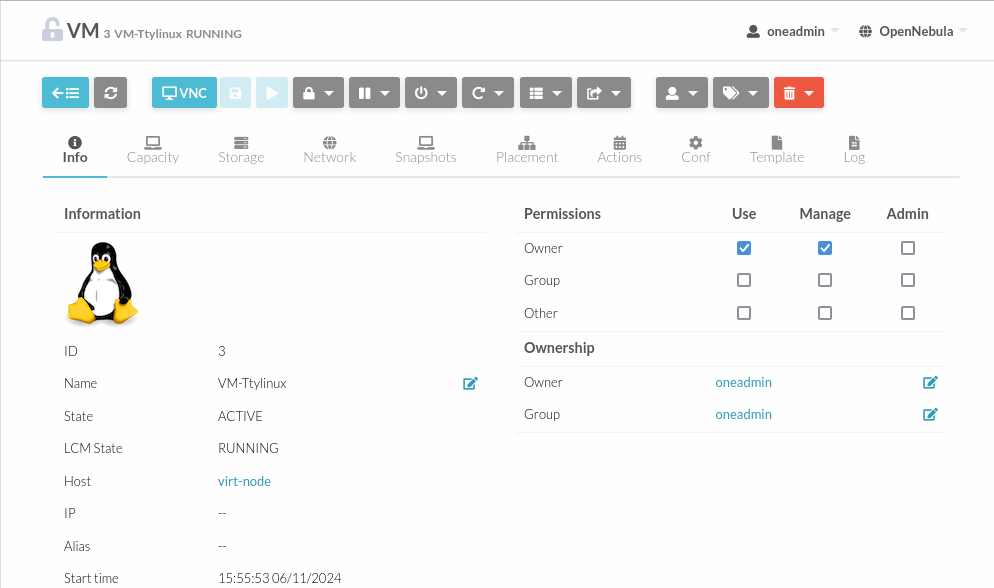 VM 3 VM-Ttylinux RUNNING
oneadmin
OpenNebula
VNC
Info
Capacity
Storage
Network
Snapshots
Placement
Actions
Conf
Template
Log
Information
ID 3
Name VM-Ttylinux
State ACTIVE
LCM State RUNNING
Host virt-node
IP --
Alias --
Start time 15:55:53 06/11/2024
Permissions Use Manage Admin
Owner
Group
Other
Ownership
Owner oneadmin
Group oneadmin